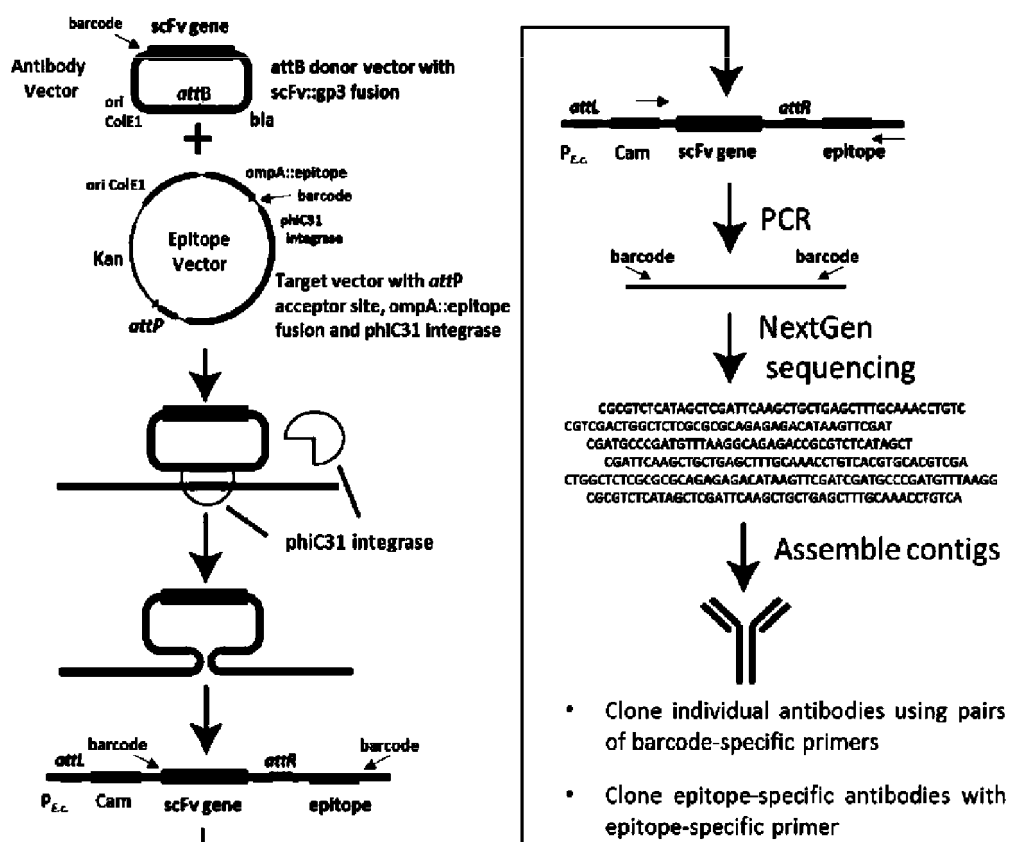 barcode
scFv gene
Antibody
Vector
attB donor vector with
scFv::gp3 fusion
ori
ColE1
attB
bla
+
ori ColE1
ompA::epitope
barcode
phiC31
integrase
Kan
Epitope
Vector
attP
Target vector with attP
acceptor site, ompA::epitope
fusion and phiC31 integrase
phiC31 integrase
barcode
barcode
attL
attR
P E.c.
Cam
scFv gene
epitope
attL
attR
P E.c.
Cam
scFv gene
epitope
PCR
barcode
barcode
NextGen
sequencing
CGCGTCTCATAGCTCGATTCAAGCTGCTGAGCTTTGCAAACCTGTC
CGTCGACTGGCTCTCGCGCGCAGAGAGACATAAGTTCGAT
CGATGCCCGATGTTTAAGGCAGAGACCGCGTCTCATAGCT
CGATTCAAGCTGCTGAGCTTTGCAAACCTGTCACGTGCACGTCGA
CTGGCTCTCGCGCGCAGAGAGACATAAGTTCGATCGATGCCCGATGTTTAAGG
CGCGTCTCATAGCTCGATTCAAGCTGCTGAGCTTTGCAAACCTGTCA
Assemble contigs
• Clone individual antibodies using pairs
of barcode-specific primers
• Clone epitope-specific antibodies with
epitope-specific primer